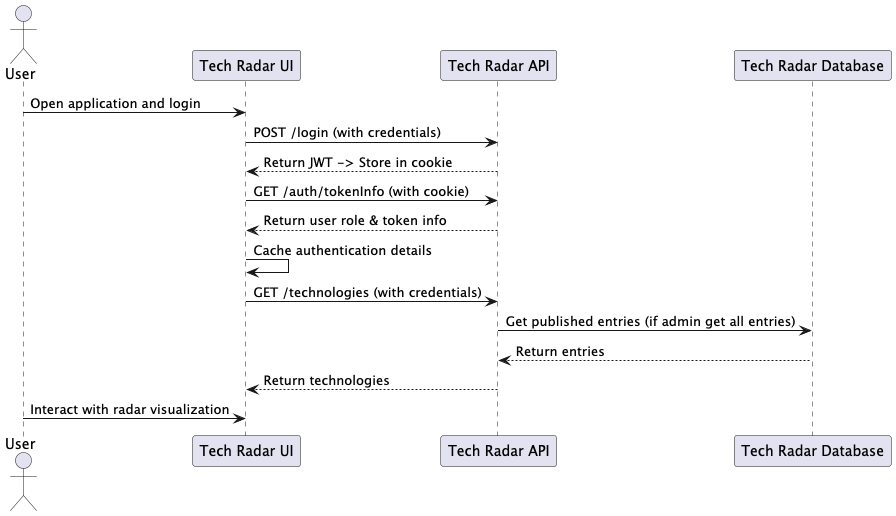 User
Tech Radar UI
Tech Radar API
Tech Radar Database
Open application and login
POST /login (with credentials)
Return JWT -> Store in cookie
GET /auth/tokenInfo (with cookie)
Return user role & token info
Cache authentication details
GET /technologies (with credentials)
Get published entries (if admin get all entries)
Return entries
Return technologies
Interact with radar visualization
User
Tech Radar UI
Tech Radar API
Tech Radar Database